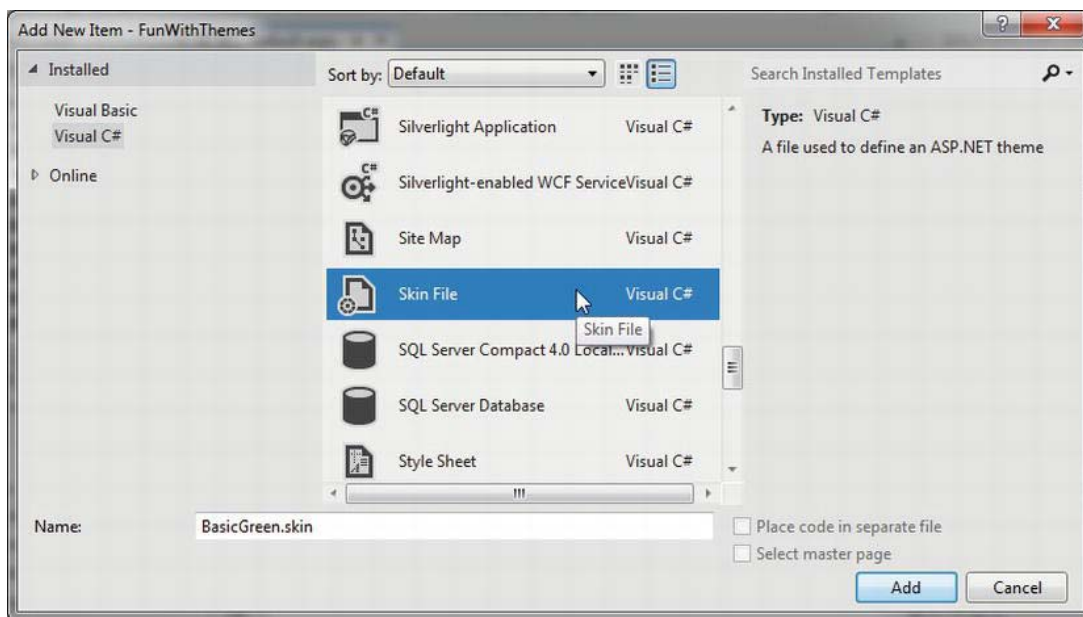 Add New Item - FunWithThemes
Installed
Visual Basic
Visual C#
Online
Sort by: Default
Search Installed Templates
Silverlight Application Visual C#
Silverlight-enabled WCF ServiceVisual C#
Site Map Visual C#
Skin File Visual C#
Skin File
SQL Server Compact 4.0 Local... Visual C#
SQL Server Database Visual C#
Style Sheet Visual C#
Type: Visual C#
A file used to define an ASP.NET theme
Name: BasicGreen.skin
Place code in separate file
Select master page
Add Cancel